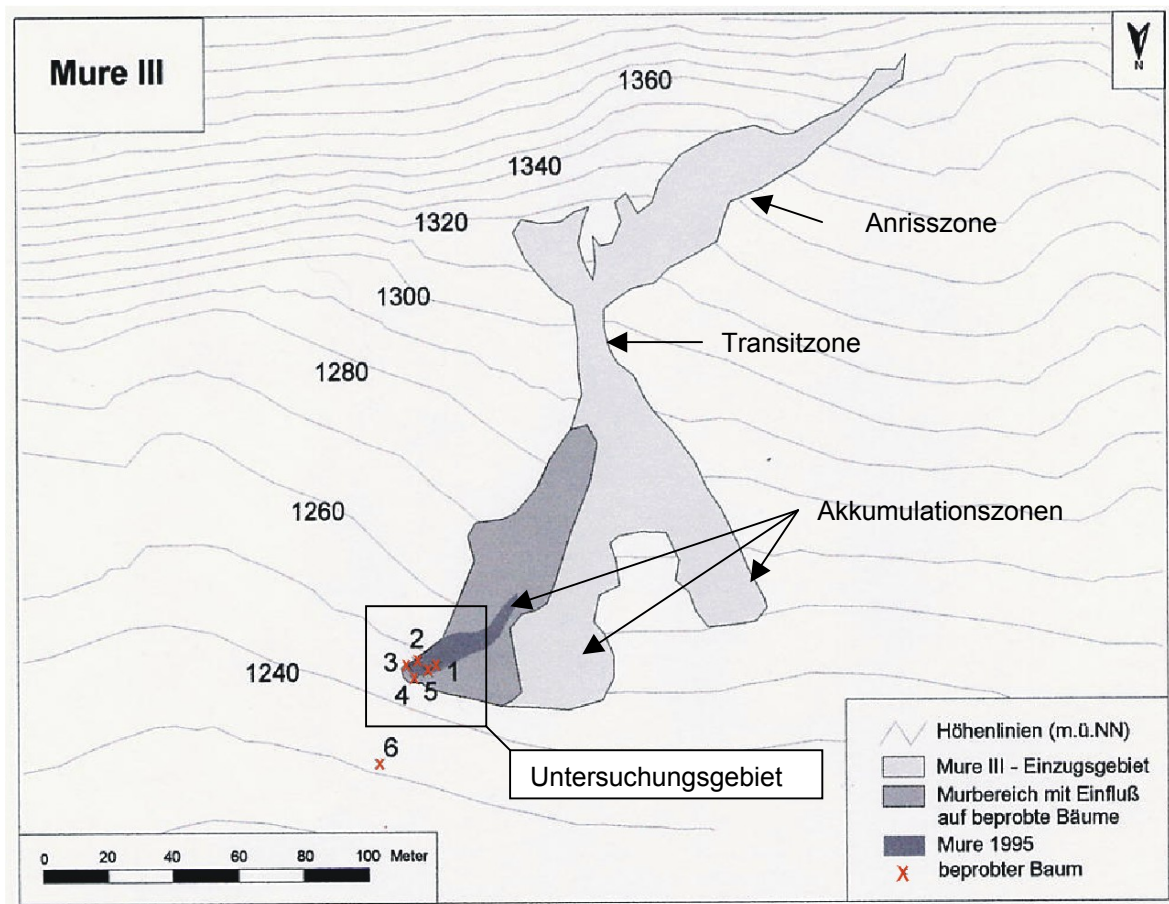 Mure III
N
1360
1340
Anrisszone
1320
1300
Transitzone
1280
1260
Akkumulationszonen
2
3
1
1240
4
5
6
Untersuchungsgebiet
Höhenlinien (m.ü.NN)
Mure III - Einzugsgebiet
Murbereich mit Einfluß
auf beprobte Bäume
Mure 1995
beprobter Baum
0 20 40 60 80 100 Meter